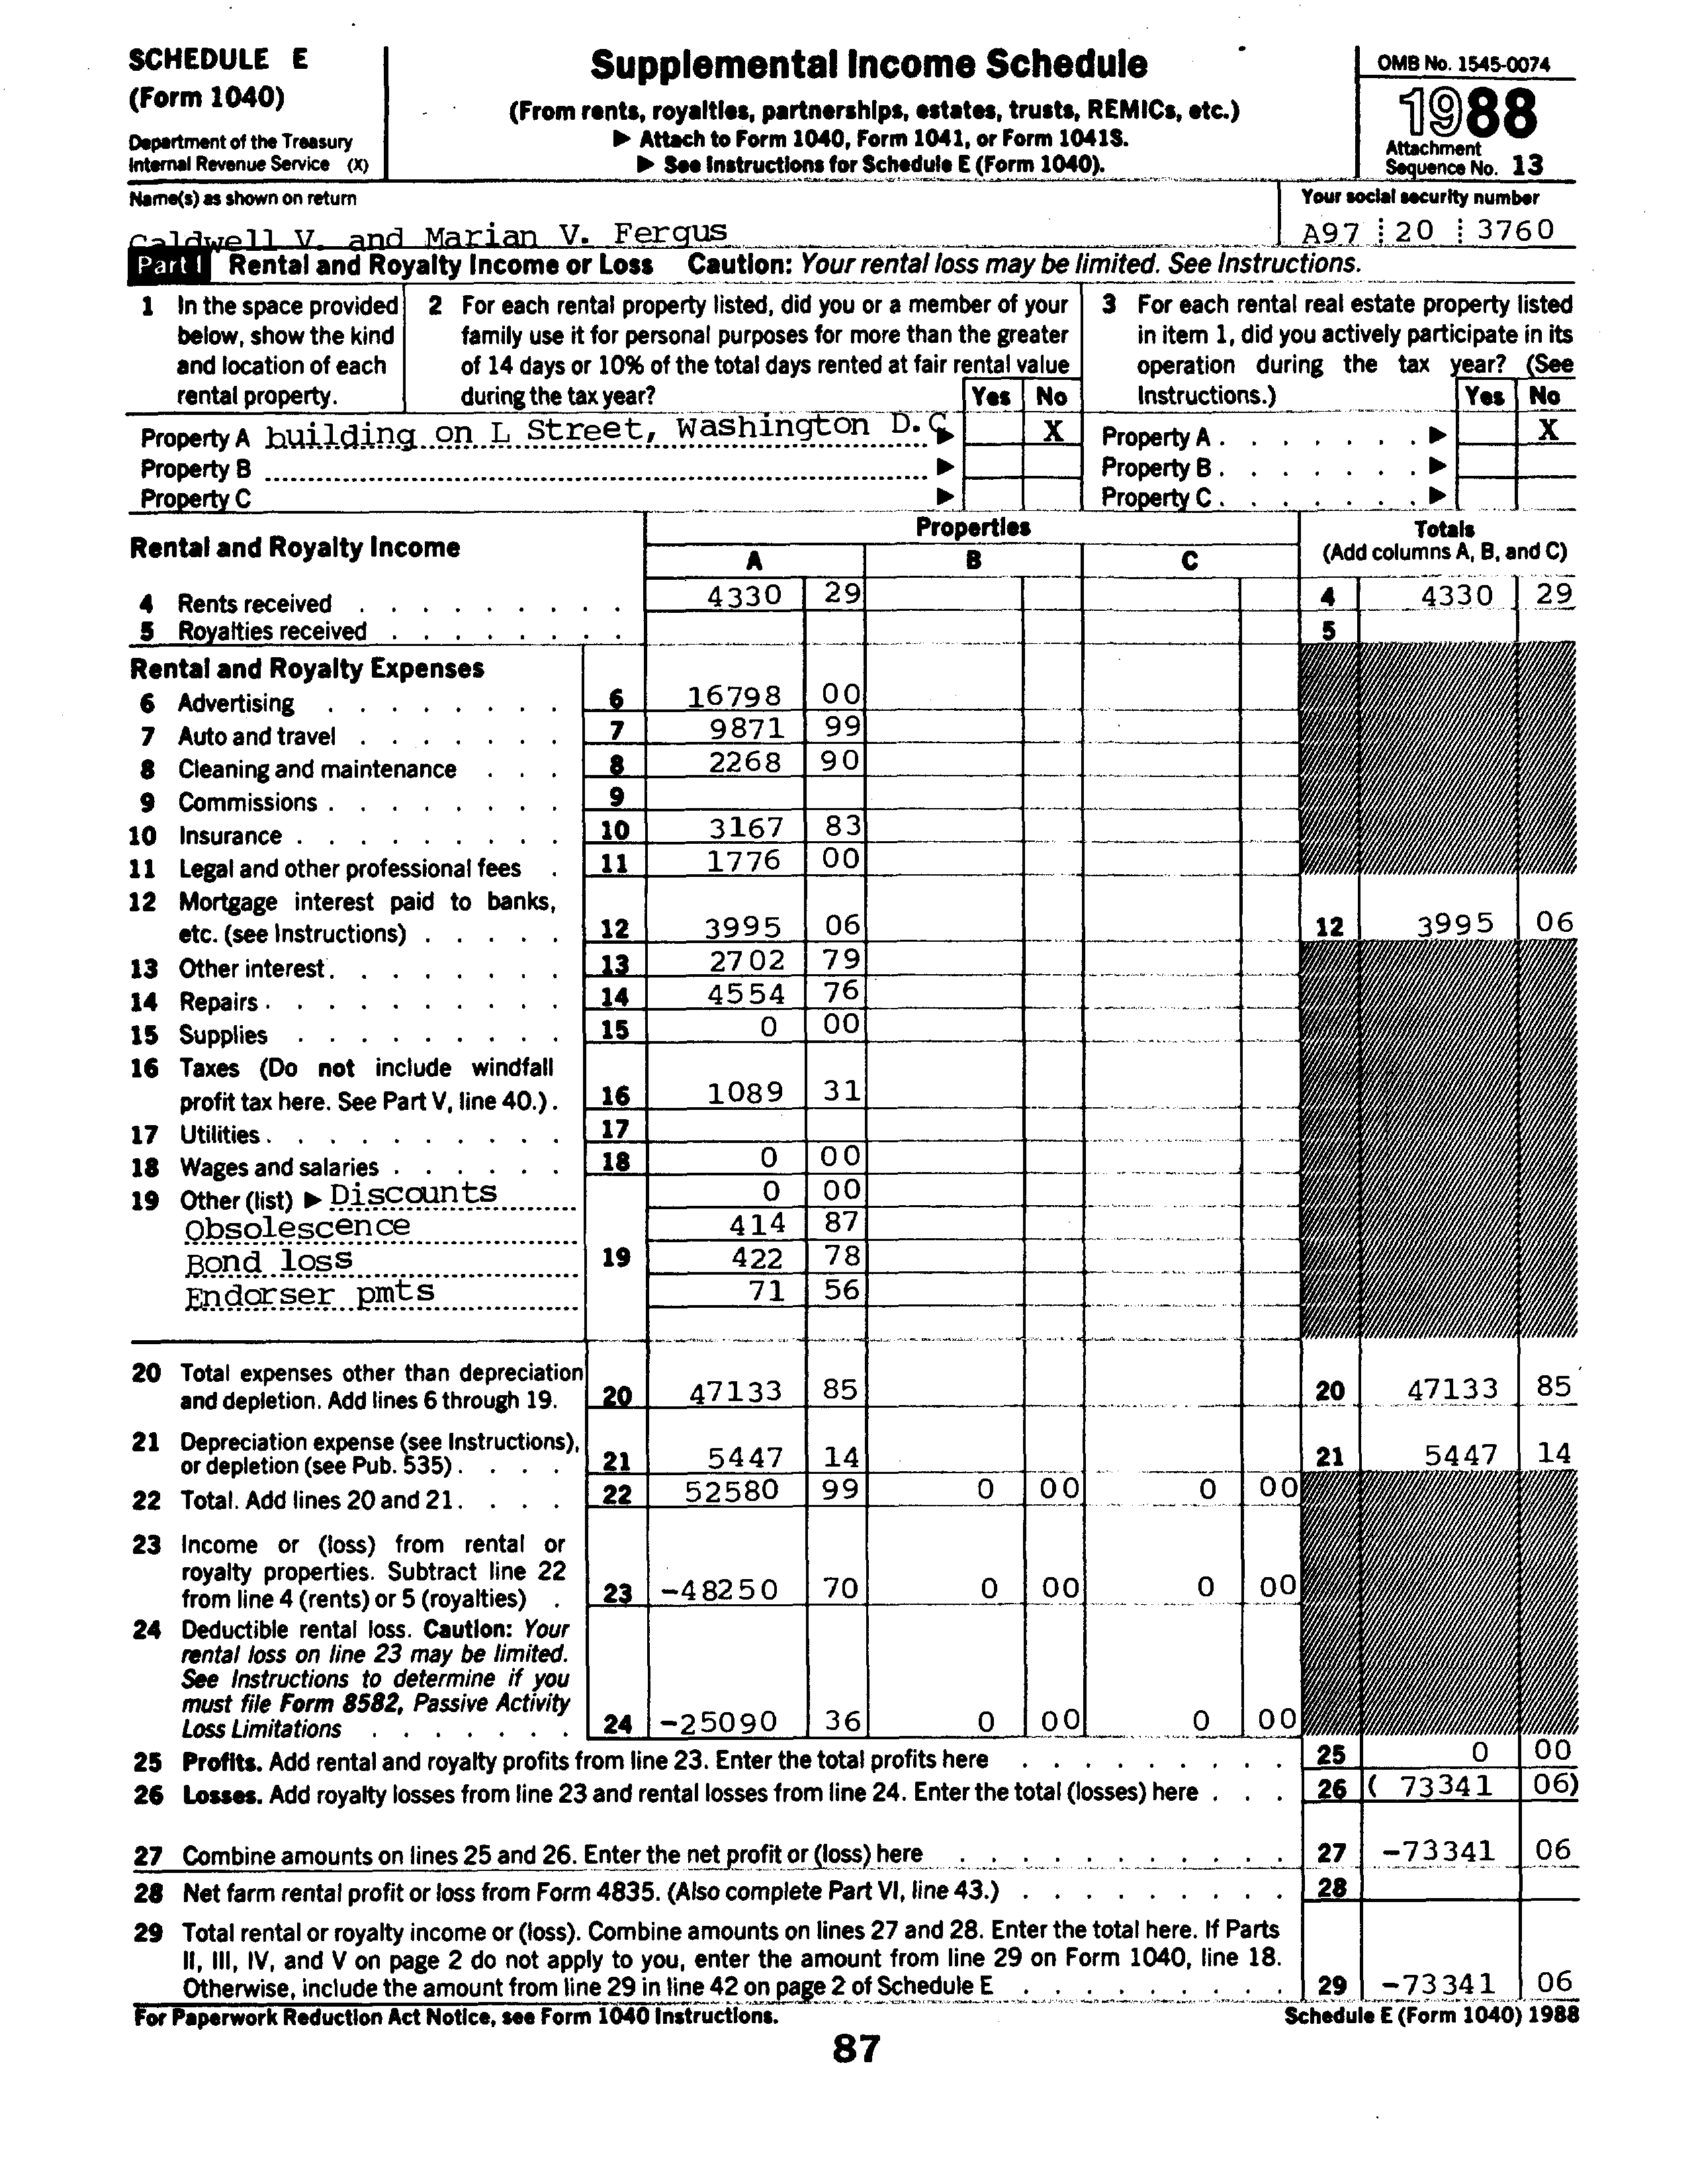 SCHEDULE E
(Form 1040)
Department of the Treasury
Internal Revenue Service (X)
Supplemental Income Schedule
(From rents, royalties, partnerships, estates, trusts, REMICs, etc.)
▶ Attach to Form 1040, Form 1041, or Form 1041S.
▶ See Instructions for Schedule E (Form 1040).
OMB No. 1545-0074
1988
Attachment
Sequence No. 13
Name(s) as shown on return
Caldwell V. and Marian V. Fergus
Your social security number
A97 20 3760
Part I Rental and Royalty Income or Loss Caution: Your rental loss may be limited. See Instructions.
1 In the space provided
below, show the kind
and location of each
rental property.
2 For each rental property listed, did you or a member of your
family use it for personal purposes for more than the greater
of 14 days or 10% of the total days rented at fair rental value
during the tax year? Yes No
3 For each rental real estate property listed
in item 1, did you actively participate in its
operation during the tax year? (See
Instructions.) Yes No
Property A building on L Street, Washington D.C ▶ X Property A . . . . . . . ▶ X
Property B ▶ Property B . . . . . . . ▶
Property C ▶ Property C . . . . . . . ▶
Rental and Royalty Income
Properties
A B C
Totals
(Add columns A, B, and C)
4 Rents received . . . . . . . . . 4330 29 4 4330 29
5 Royalties received . . . . . . . . 5
Rental and Royalty Expenses
6 Advertising . . . . . . . . 6 16798 00
7 Auto and travel . . . . . . . 7 9871 99
8 Cleaning and maintenance . . . 8 2268 90
9 Commissions . . . . . . . . 9
10 Insurance . . . . . . . . . 10 3167 83
11 Legal and other professional fees . 11 1776 00
12 Mortgage interest paid to banks,
etc. (see Instructions) . . . . . 12 3995 06 12 3995 06
13 Other interest . . . . . . . . 13 2702 79
14 Repairs . . . . . . . . . . 14 4554 76
15 Supplies . . . . . . . . . 15 0 00
16 Taxes (Do not include windfall
profit tax here. See Part V, line 40.) . 16 1089 31
17 Utilities . . . . . . . . . . 17
18 Wages and salaries . . . . . . 18 0 00
19 Other (list) ▶ Discounts 0 00
Obsolescence 414 87
Bond loss 19 422 78
Endorser pmts 71 56
20 Total expenses other than depreciation
and depletion. Add lines 6 through 19. 20 47133 85 20 47133 85
21 Depreciation expense (see Instructions),
or depletion (see Pub. 535) . . . . 21 5447 14 21 5447 14
22 Total. Add lines 20 and 21 . . . . 22 52580 99 0 00 0 00
23 Income or (loss) from rental or
royalty properties. Subtract line 22
from line 4 (rents) or 5 (royalties) . 23 -48250 70 0 00 0 00
24 Deductible rental loss. Caution: Your
rental loss on line 23 may be limited.
See Instructions to determine if you
must file Form 8582, Passive Activity
Loss Limitations . . . . . . . 24 -25090 36 0 00 0 00
25 Profits. Add rental and royalty profits from line 23. Enter the total profits here . . . . . . . . . 25 0 00
26 Losses. Add royalty losses from line 23 and rental losses from line 24. Enter the total (losses) here . . . 26 ( 73341 06)
27 Combine amounts on lines 25 and 26. Enter the net profit or (loss) here . . . . . . . . . . . 27 -73341 06
28 Net farm rental profit or loss from Form 4835. (Also complete Part VI, line 43.) . . . . . . . . . 28
29 Total rental or royalty income or (loss). Combine amounts on lines 27 and 28. Enter the total here. If Parts
II, III, IV, and V on page 2 do not apply to you, enter the amount from line 29 on Form 1040, line 18.
Otherwise, include the amount from line 29 in line 42 on page 2 of Schedule E . . . . . . . . . 29 -73341 06
For Paperwork Reduction Act Notice, see Form 1040 Instructions. Schedule E (Form 1040) 1988
87